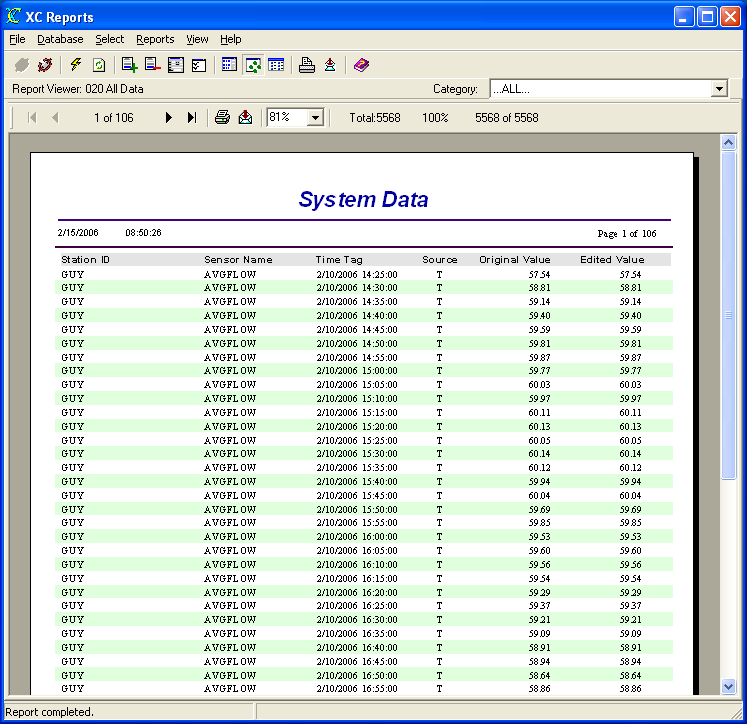 XC Reports
File Database Select Reports View Help
Report Viewer: 020 All Data Category: ...ALL...
1 of 106 81% Total:5568 100% 5568 of 5568
System Data
2/15/2006 08:50:26 Page 1 of 106
Station ID Sensor Name Time Tag Source Original Value Edited Value
GUY AVGFLOW 2/10/2006 14:25:00 T 57.54 57.54
GUY AVGFLOW 2/10/2006 14:30:00 T 58.81 58.81
GUY AVGFLOW 2/10/2006 14:35:00 T 59.14 59.14
GUY AVGFLOW 2/10/2006 14:40:00 T 59.40 59.40
GUY AVGFLOW 2/10/2006 14:45:00 T 59.59 59.59
GUY AVGFLOW 2/10/2006 14:50:00 T 59.81 59.81
GUY AVGFLOW 2/10/2006 14:55:00 T 59.87 59.87
GUY AVGFLOW 2/10/2006 15:00:00 T 59.77 59.77
GUY AVGFLOW 2/10/2006 15:05:00 T 60.03 60.03
GUY AVGFLOW 2/10/2006 15:10:00 T 59.97 59.97
GUY AVGFLOW 2/10/2006 15:15:00 T 60.11 60.11
GUY AVGFLOW 2/10/2006 15:20:00 T 60.13 60.13
GUY AVGFLOW 2/10/2006 15:25:00 T 60.05 60.05
GUY AVGFLOW 2/10/2006 15:30:00 T 60.14 60.14
GUY AVGFLOW 2/10/2006 15:35:00 T 60.12 60.12
GUY AVGFLOW 2/10/2006 15:40:00 T 59.94 59.94
GUY AVGFLOW 2/10/2006 15:45:00 T 60.04 60.04
GUY AVGFLOW 2/10/2006 15:50:00 T 59.69 59.69
GUY AVGFLOW 2/10/2006 15:55:00 T 59.85 59.85
GUY AVGFLOW 2/10/2006 16:00:00 T 59.53 59.53
GUY AVGFLOW 2/10/2006 16:05:00 T 59.60 59.60
GUY AVGFLOW 2/10/2006 16:10:00 T 59.56 59.56
GUY AVGFLOW 2/10/2006 16:15:00 T 59.54 59.54
GUY AVGFLOW 2/10/2006 16:20:00 T 59.29 59.29
GUY AVGFLOW 2/10/2006 16:25:00 T 59.37 59.37
GUY AVGFLOW 2/10/2006 16:30:00 T 59.21 59.21
GUY AVGFLOW 2/10/2006 16:35:00 T 59.09 59.09
GUY AVGFLOW 2/10/2006 16:40:00 T 58.91 58.91
GUY AVGFLOW 2/10/2006 16:45:00 T 58.94 58.94
GUY AVGFLOW 2/10/2006 16:50:00 T 58.64 58.64
GUY AVGFLOW 2/10/2006 16:55:00 T 58.86 58.86
Report completed.